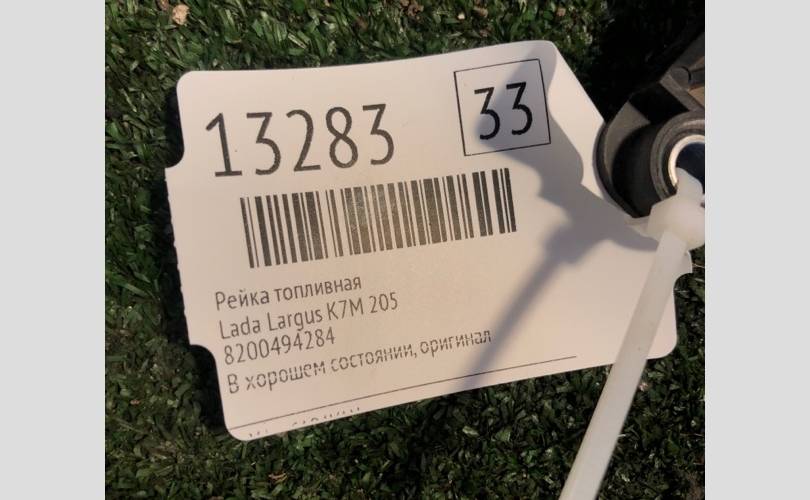 13283
33
Рейка топливная
Lada Largus K7M 205
8200494284
В хорошем состоянии, оригинал